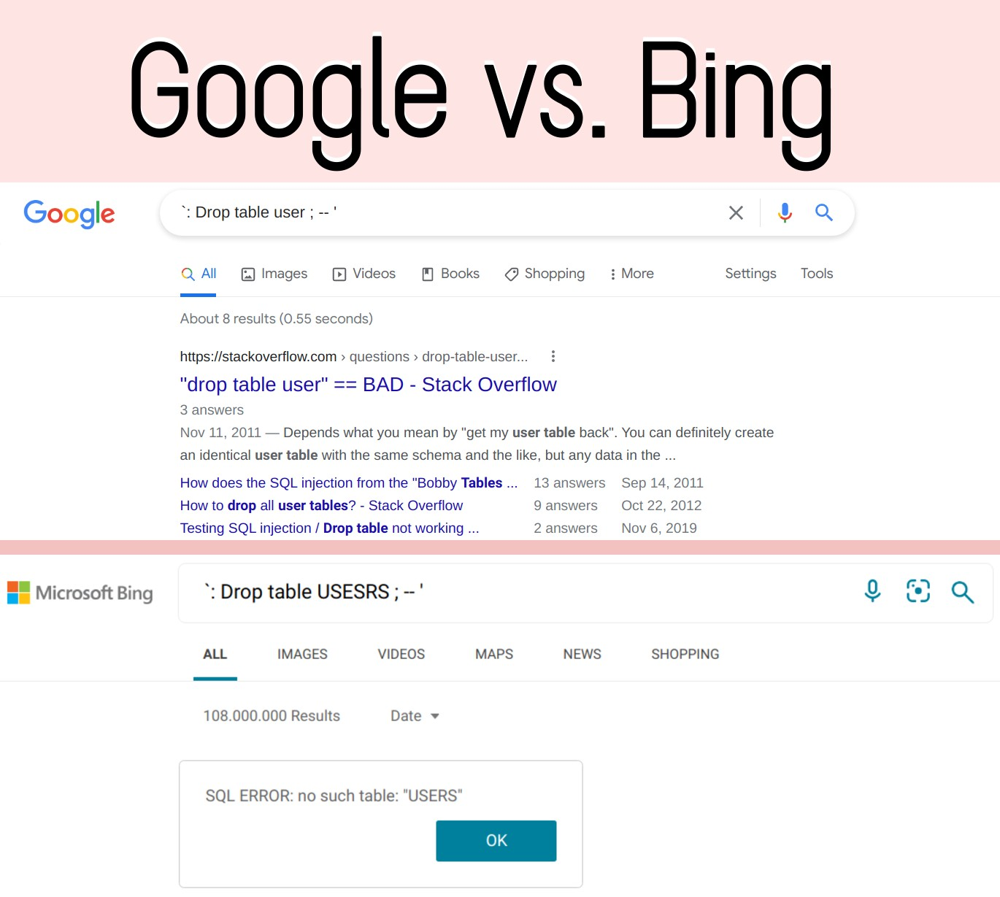 Google vs. Bing
Google
`: Drop table user ; -- '
All Images Videos Books Shopping More Settings Tools
About 8 results (0.55 seconds)
https://stackoverflow.com › questions › drop-table-user...
"drop table user" == BAD - Stack Overflow
3 answers
Nov 11, 2011 — Depends what you mean by "get my user table back". You can definitely create
an identical user table with the same schema and the like, but any data in the ...
How does the SQL injection from the "Bobby Tables ... 13 answers Sep 14, 2011
How to drop all user tables? - Stack Overflow 9 answers Oct 22, 2012
Testing SQL injection / Drop table not working ... 2 answers Nov 6, 2019
Microsoft Bing
`: Drop table USESRS ; -- '
ALL IMAGES VIDEOS MAPS NEWS SHOPPING
108.000.000 Results Date
SQL ERROR: no such table: "USERS"
OK